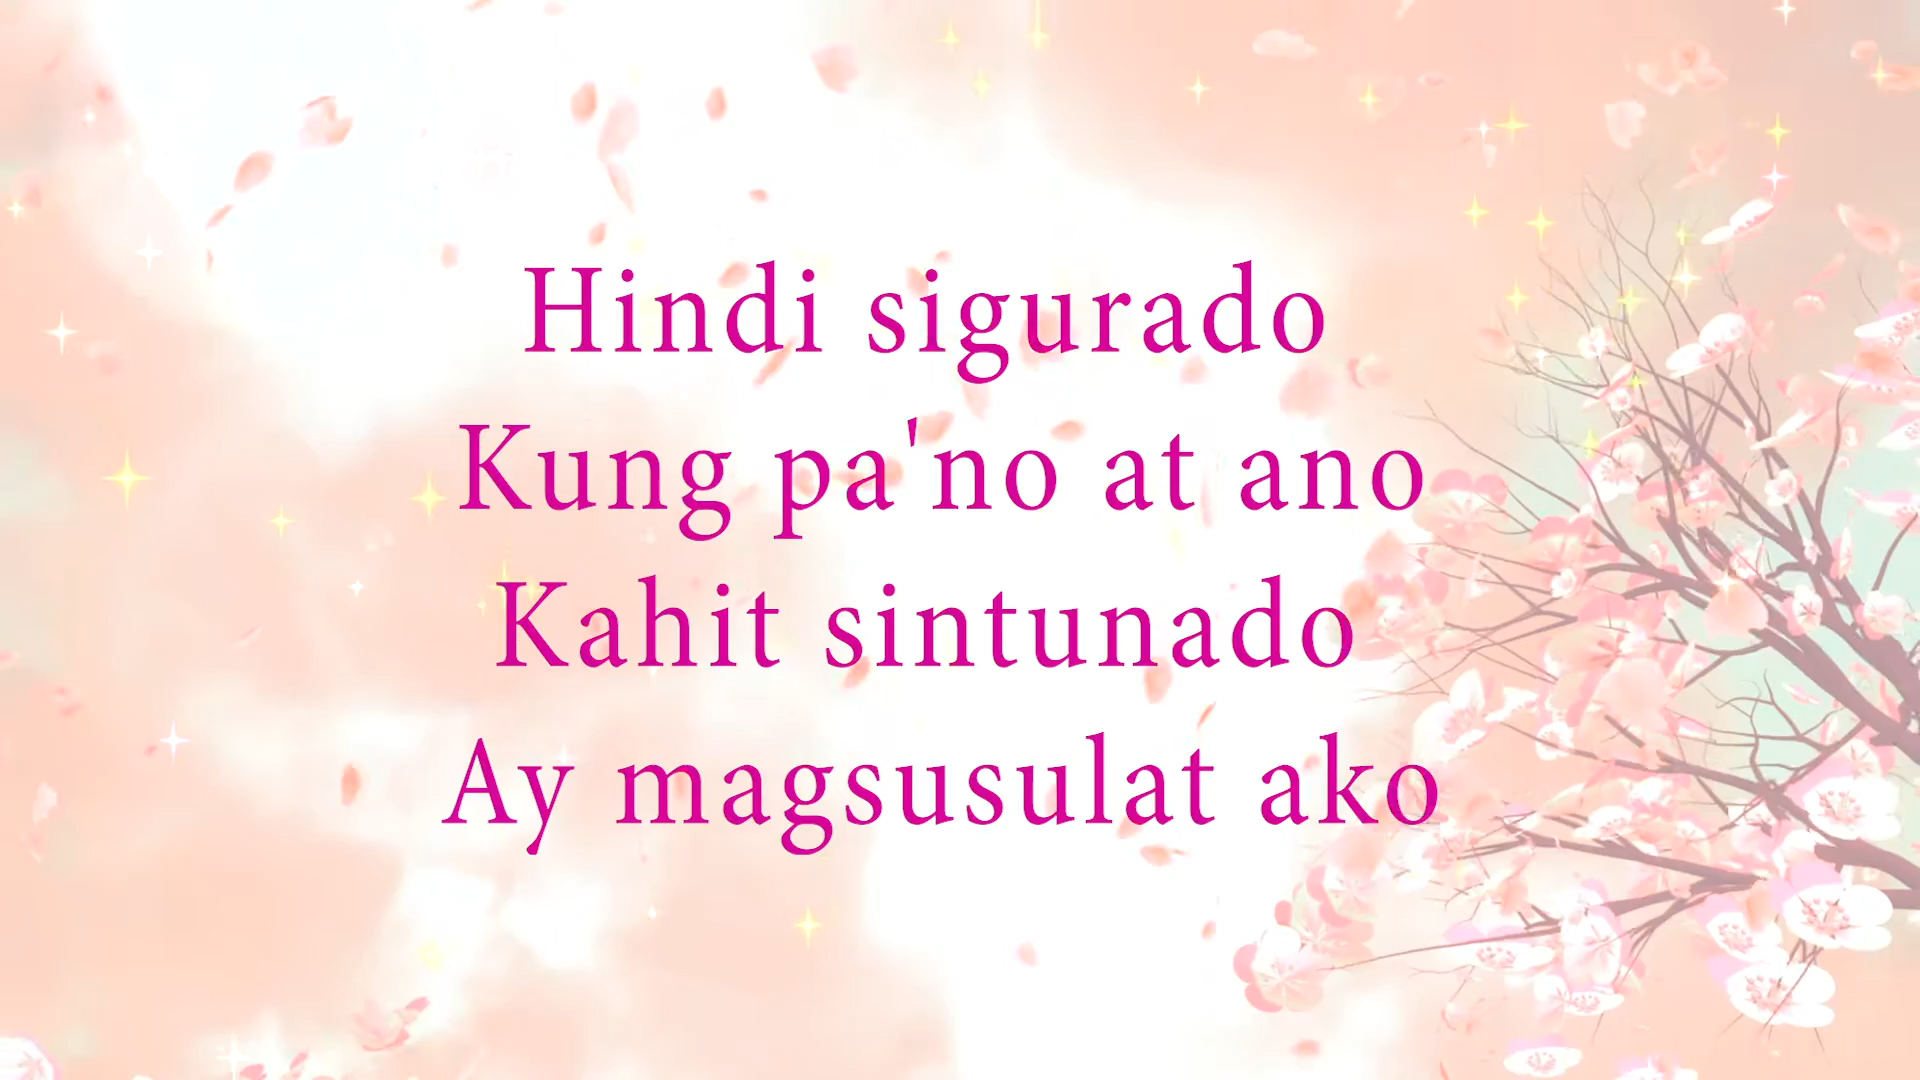 Hindi sigurado
Kung pa'no at ano
Kahit sintunado
Ay magsusulat ako